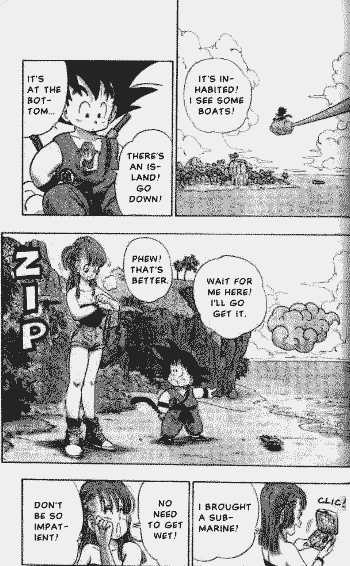 IT'S IN-
HABITED!
I SEE SOME
BOATS!
THERE'S
AN IS-
LAND!
GO
DOWN!
IT'S
AT THE
BOT-
TOM...
WAIT FOR
ME HERE!
I'LL GO
GET IT.
PHEW!
THAT'S
BETTER.
ZIP
CLIC!
I BROUGHT
A SUB-
MARINE!
NO
NEED TO
GET WET!
DON'T
BE SO
IMPAT-
IENT!